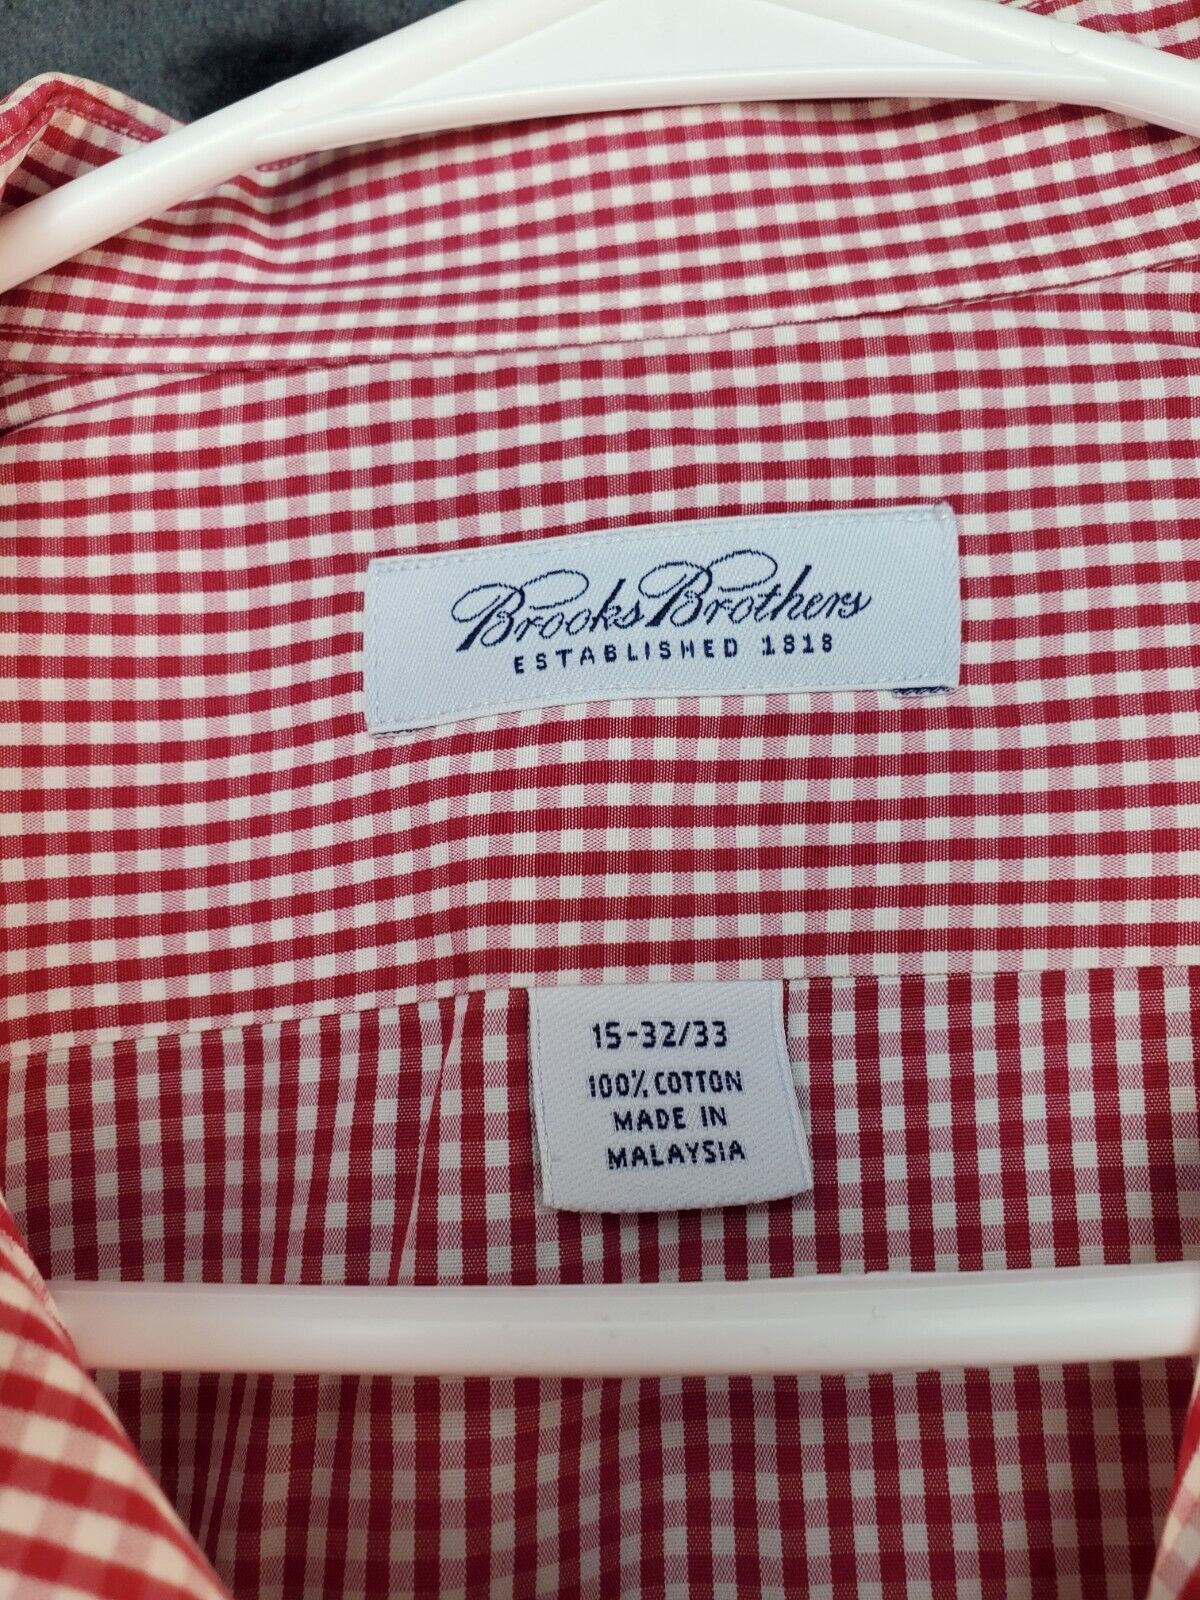 Brooks Brothers
ESTABLISHED 1818
15-32/33
100% COTTON
MADE IN
MALAYSIA